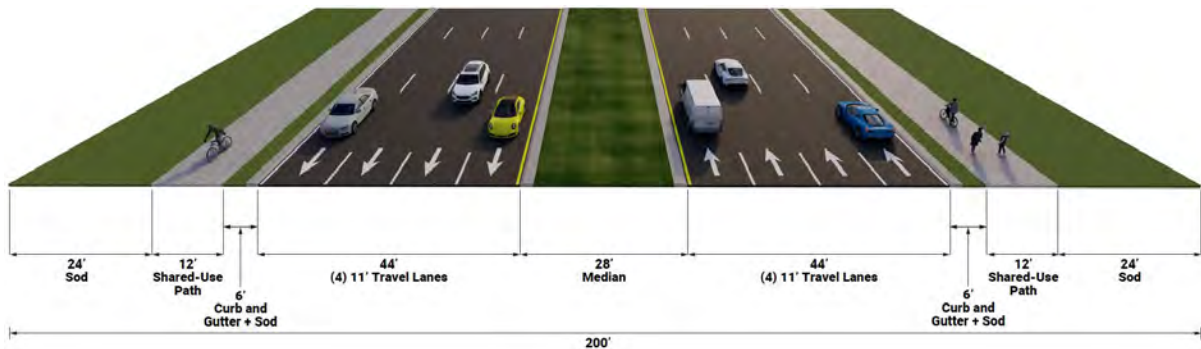 24'
Sod
12'
Shared-Use
Path
6'
Curb and
Gutter + Sod
44'
(4) 11' Travel Lanes
28'
Median
44'
(4) 11' Travel Lanes
6'
Curb and
Gutter + Sod
12'
Shared-Use
Path
24'
Sod
200'